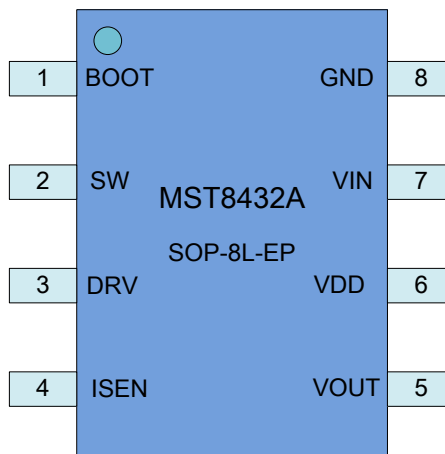 1 BOOT GND 8
2 SW VIN 7
MST8432A
SOP-8L-EP
3 DRV VDD 6
4 ISEN VOUT 5